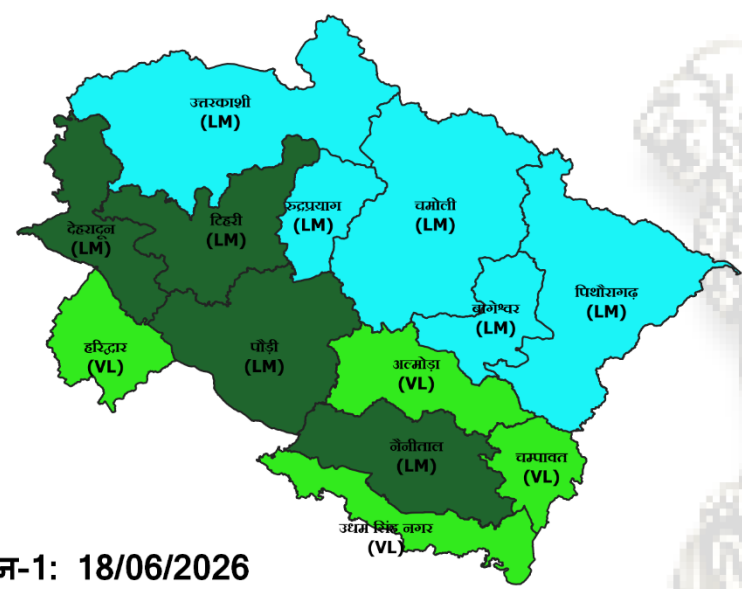 उत्तरकाशी
(LM)
देहरादून
(LM)
टिहरी
(LM)
रुद्रप्रयाग
(LM)
चमोली
(LM)
बागेश्वर
(LM)
पिथौरागढ़
(LM)
हरिद्वार
(VL)
पौड़ी
(LM)
अल्मोड़ा
(VL)
नैनीताल
(LM)
चम्पावत
(VL)
उधम सिंह नगर
(VL)
न-1: 18/06/2026